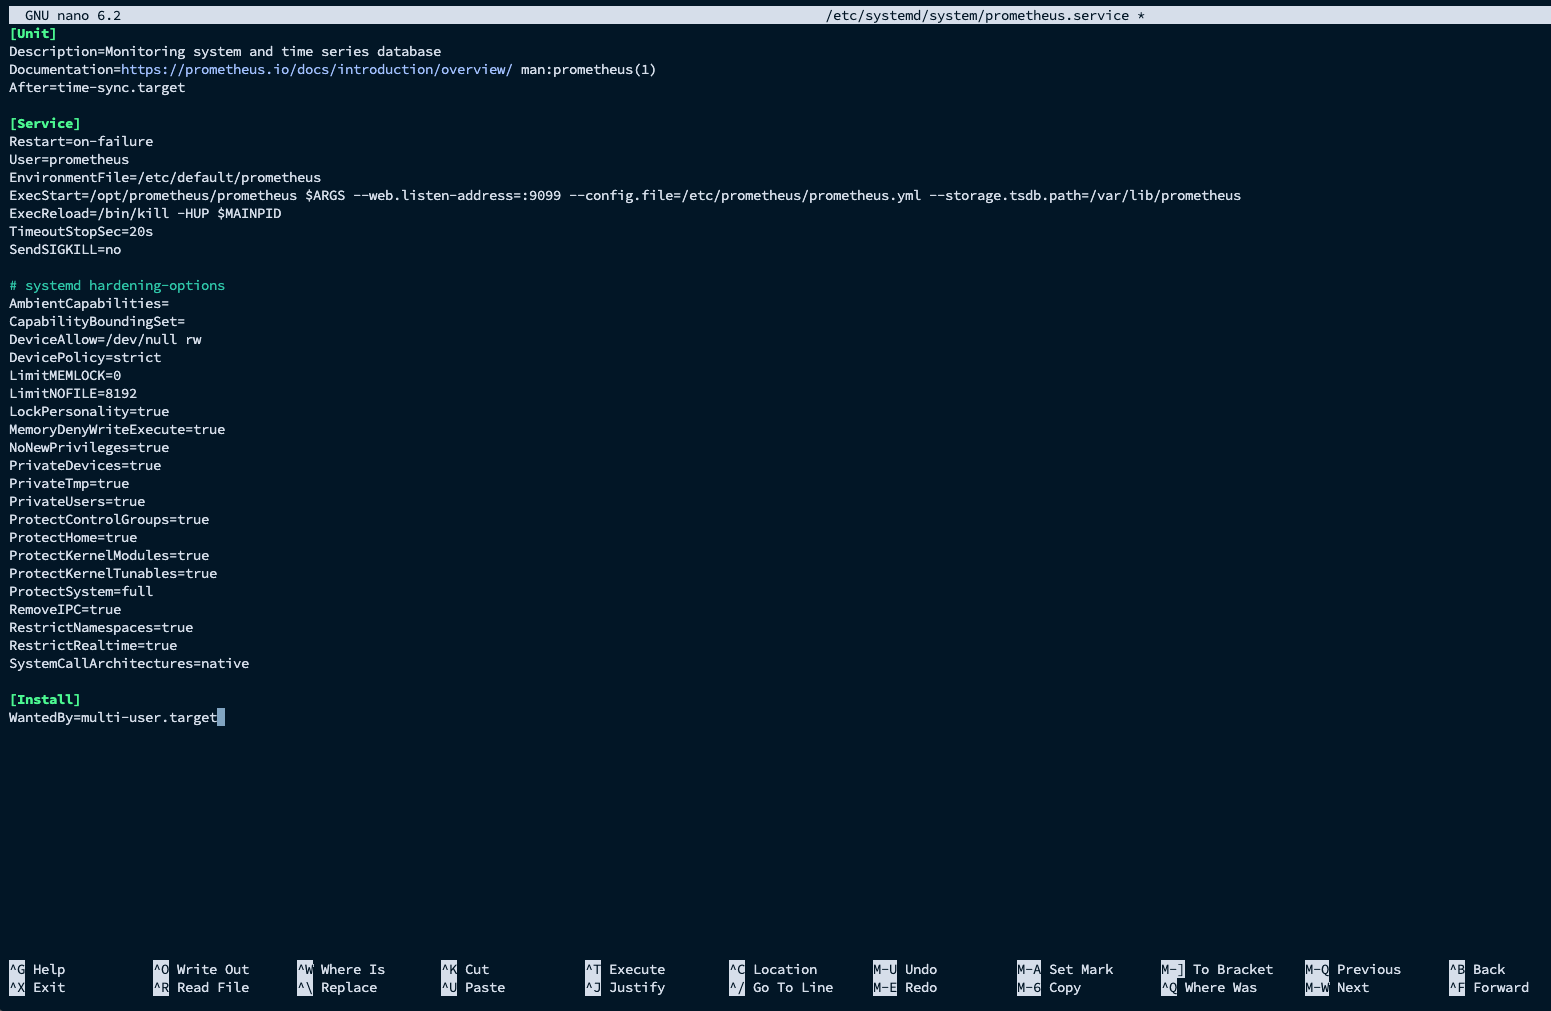 GNU nano 6.2 /etc/systemd/system/prometheus.service *
[Unit]
Description=Monitoring system and time series database
Documentation=https://prometheus.io/docs/introduction/overview/ man:prometheus(1)
After=time-sync.target
[Service]
Restart=on-failure
User=prometheus
EnvironmentFile=/etc/default/prometheus
ExecStart=/opt/prometheus/prometheus $ARGS --web.listen-address=:9099 --config.file=/etc/prometheus/prometheus.yml --storage.tsdb.path=/var/lib/prometheus
ExecReload=/bin/kill -HUP $MAINPID
TimeoutStopSec=20s
SendSIGKILL=no
# systemd hardening-options
AmbientCapabilities=
CapabilityBoundingSet=
DeviceAllow=/dev/null rw
DevicePolicy=strict
LimitMEMLOCK=0
LimitNOFILE=8192
LockPersonality=true
MemoryDenyWriteExecute=true
NoNewPrivileges=true
PrivateDevices=true
PrivateTmp=true
PrivateUsers=true
ProtectControlGroups=true
ProtectHome=true
ProtectKernelModules=true
ProtectKernelTunables=true
ProtectSystem=full
RemoveIPC=true
RestrictNamespaces=true
RestrictRealtime=true
SystemCallArchitectures=native
[Install]
WantedBy=multi-user.target
^G Help ^O Write Out ^W Where Is ^K Cut ^T Execute ^C Location M-U Undo M-A Set Mark M-] To Bracket M-Q Previous ^B Back
^X Exit ^R Read File ^\ Replace ^U Paste ^J Justify ^/ Go To Line M-E Redo M-6 Copy ^Q Where Was M-W Next ^F Forward